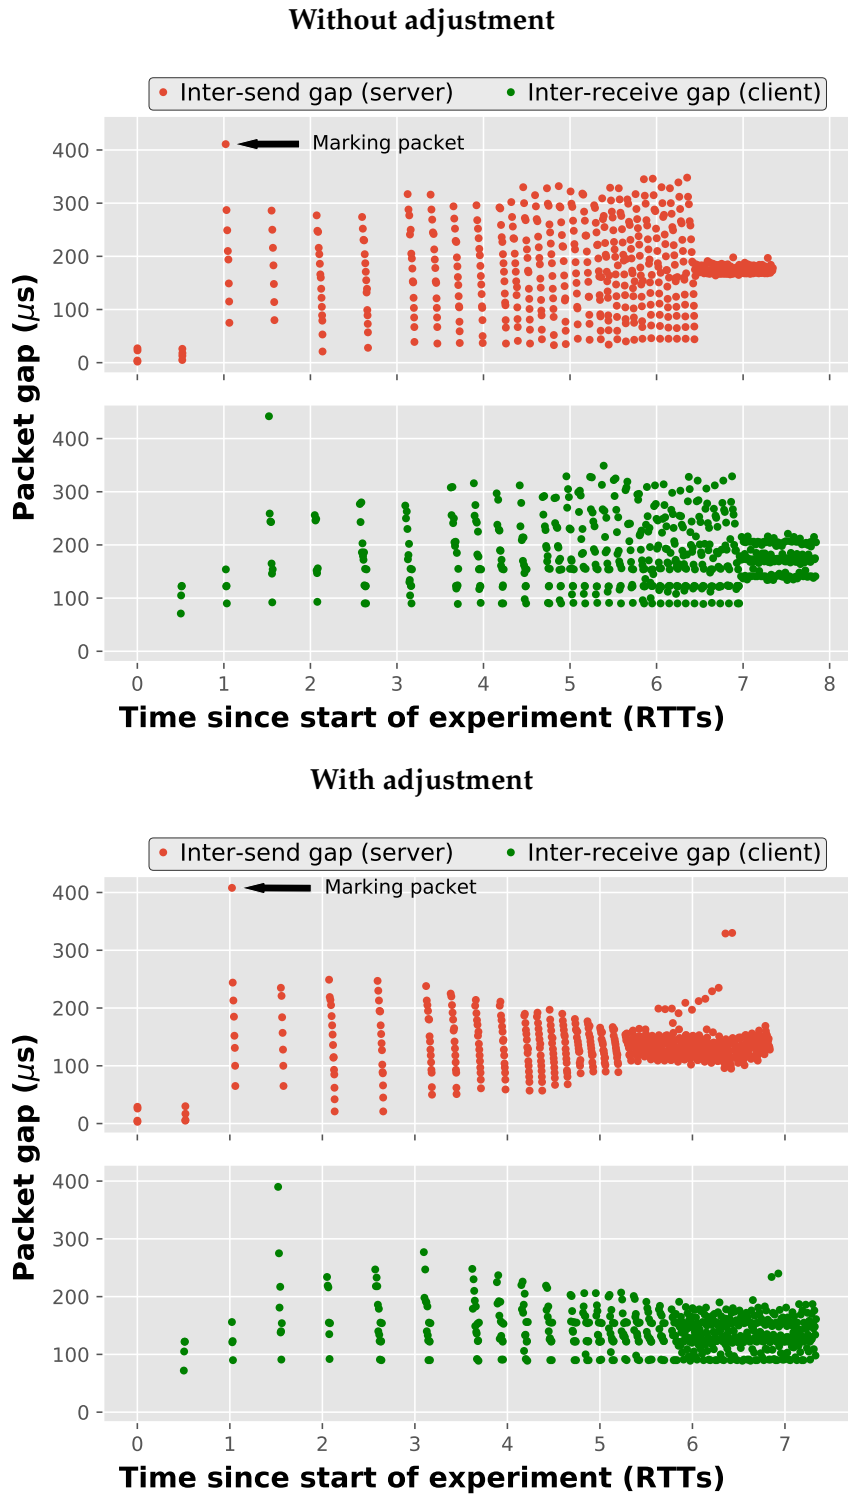 Without adjustment
Inter-send gap (server)
Inter-receive gap (client)
400
300
200
100
0
Marking packet
Packet gap (μs)
400
300
200
100
0
0 1 2 3 4 5 6 7 8
Time since start of experiment (RTTs)
With adjustment
Inter-send gap (server)
Inter-receive gap (client)
400
300
200
100
0
Marking packet
Packet gap (μs)
400
300
200
100
0
0 1 2 3 4 5 6 7
Time since start of experiment (RTTs)